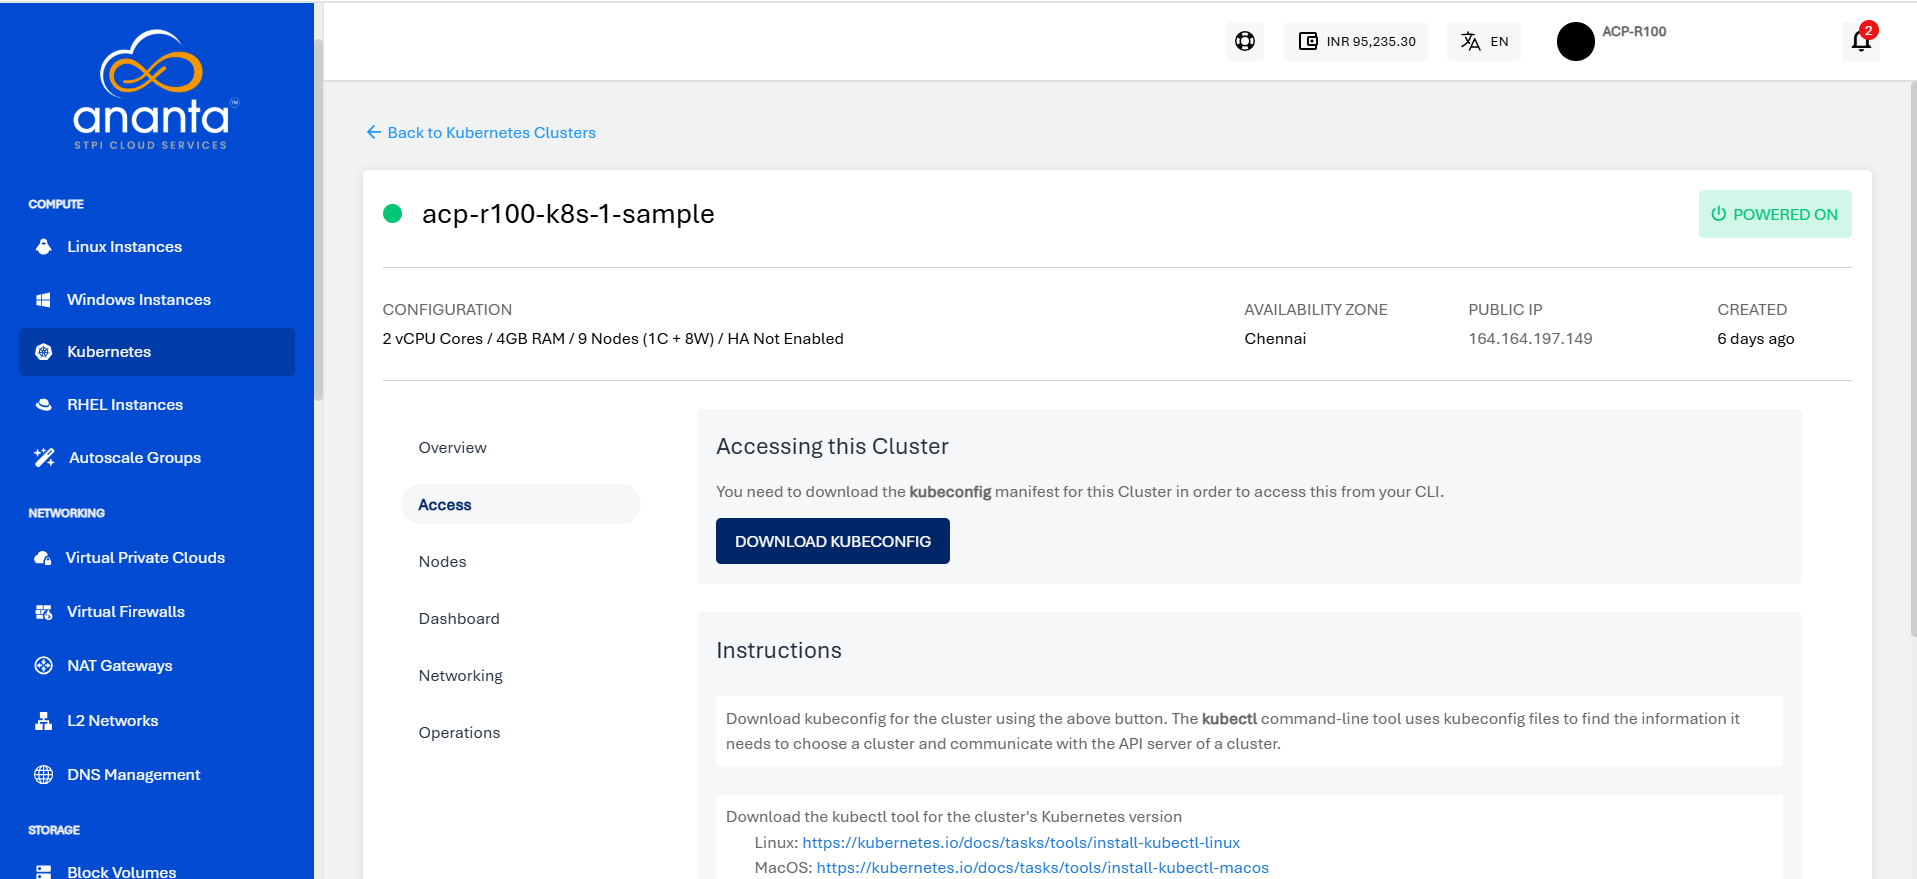 ananta TM
STPI CLOUD SERVICES
COMPUTE
Linux Instances
Windows Instances
Kubernetes
RHEL Instances
Autoscale Groups
NETWORKING
Virtual Private Clouds
Virtual Firewalls
NAT Gateways
L2 Networks
DNS Management
STORAGE
Block Volumes
INR 95,235.30
EN
ACP-R100
2
Back to Kubernetes Clusters
acp-r100-k8s-1-sample
POWERED ON
CONFIGURATION
2 vCPU Cores / 4GB RAM / 9 Nodes (1C + 8W) / HA Not Enabled
AVAILABILITY ZONE
Chennai
PUBLIC IP
164.164.197.149
CREATED
6 days ago
Overview
Access
Nodes
Dashboard
Networking
Operations
Accessing this Cluster
You need to download the kubeconfig manifest for this Cluster in order to access this from your CLI.
DOWNLOAD KUBECONFIG
Instructions
Download kubeconfig for the cluster using the above button. The kubectl command-line tool uses kubeconfig files to find the information it
needs to choose a cluster and communicate with the API server of a cluster.
Download the kubectl tool for the cluster's Kubernetes version
Linux: https://kubernetes.io/docs/tasks/tools/install-kubectl-linux
MacOS: https://kubernetes.io/docs/tasks/tools/install-kubectl-macos